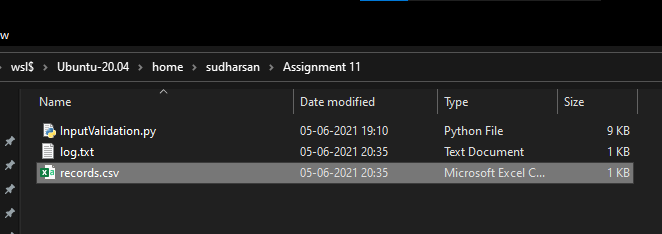 w
wsl$ > Ubuntu-20.04 > home > sudharsan > Assignment 11
Name Date modified Type Size
InputValidation.py 05-06-2021 19:10 Python File 9 KB
log.txt 05-06-2021 20:35 Text Document 1 KB
records.csv 05-06-2021 20:35 Microsoft Excel C... 1 KB